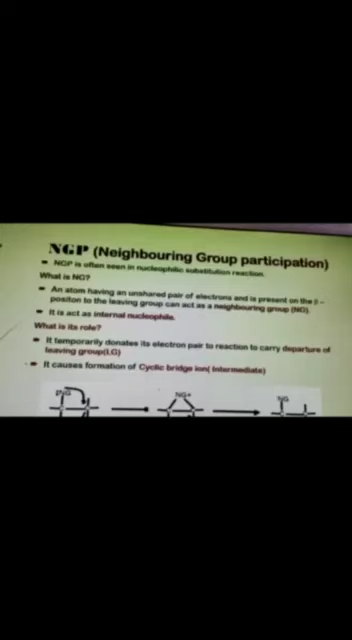 NGP (Neighbouring Group participation)
NGP is often seen in nucleophilic substitution reaction.
What is NG?
An atom having an unshared pair of electrons and is present on the β –
positon to the leaving group can act as a neighbouring group (NG).
It is act as internal nucleophile.
What is its role?
It temporarily donates its electron pair to reaction to carry departure of
leaving group(LG)
It causes formation of Cyclic bridge ion( Intermediate)
NG+
NG